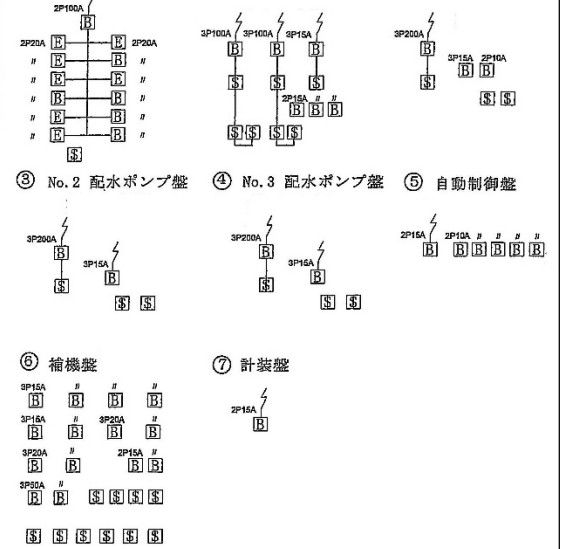 2P100A
B
2P20A E E 2P20A
〃 E E 〃
〃 E E 〃
〃 B B 〃
〃 E B 〃
〃 E B 〃
$
3P100A 3P100A 3P15A
B B B
$ $ $
2P15A 〃 〃
B B B
$ $ $ $
3P200A
B
3P15A 2P10A
B B
$
$ $
③ No.2 配水ポンプ盤 ④ No.3 配水ポンプ盤 ⑤ 自動制御盤
3P200A
B
3P15A
B
$
$ $
3P200A
B
3P15A
B
$
$ $
2P15A 2P10A 〃 〃 〃 〃
B B B B B B
⑥ 補機盤 ⑦ 計装盤
3P15A 〃 〃 〃
B B B B
3P15A 〃 3P20A 〃
B B B B
3P20A 〃 2P15A 〃
B B B B
3P50A 〃
B B $ $ $ $
$ $ $ $ $ $
2P15A
B